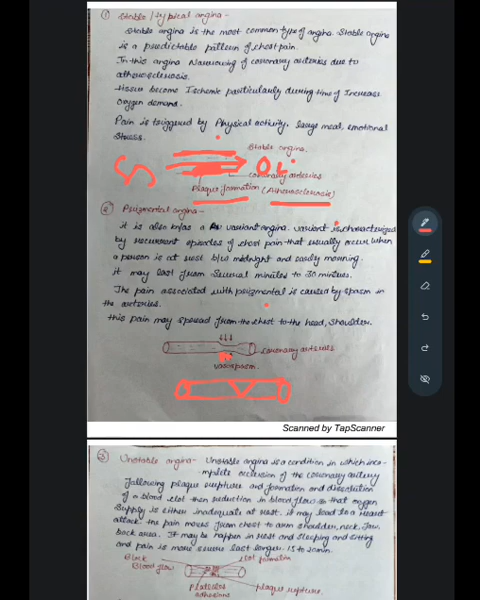 ① Stable/Typical angina -
Stable angina is the most common type of angina. Stable angina
is a predictable pattern of chest pain.
In this angina Narrowing of coronary arteries due to
atherosclerosis.
tissue become Ischemic particularly during time of Increase
oxygen demand.
Pain is triggered by Physical activity, large meal, emotional
stress.
Stable angina.
coronary arteries
Plaque formation (Atherosclerosis)
② Prizmental angina -
it is also k/as a variant angina. variant is characterized
by recurrent episodes of chest pain that usually occur when
a person is at rest b/w midnight and early morning.
it may last from several minutes to 30 mintues.
The pain associated with prizmental is caused by spasm in
the arteries.
this pain may spread from the chest to the head, shoulder.
coronary arteries
vasospasm.
Scanned by TapScanner
③ Unstable angina - Unstable angina is a condition in which inco-
mplete occlusion of the coronary artery
following plaque rupture and formation and dissolution
of a blood clot then reduction in blood flow so that oxygen
supply is either inadequate at rest. it may lead to a Heart
attack. the pain moves from chest to arm shoulder, neck, jaw,
back area. It may be happen in rest and sleeping and sitting
and pain is more severe last longer 15 to 20 min.
Block
Blood flow
clot formation
Platelets
adhesions
plaque rupture.